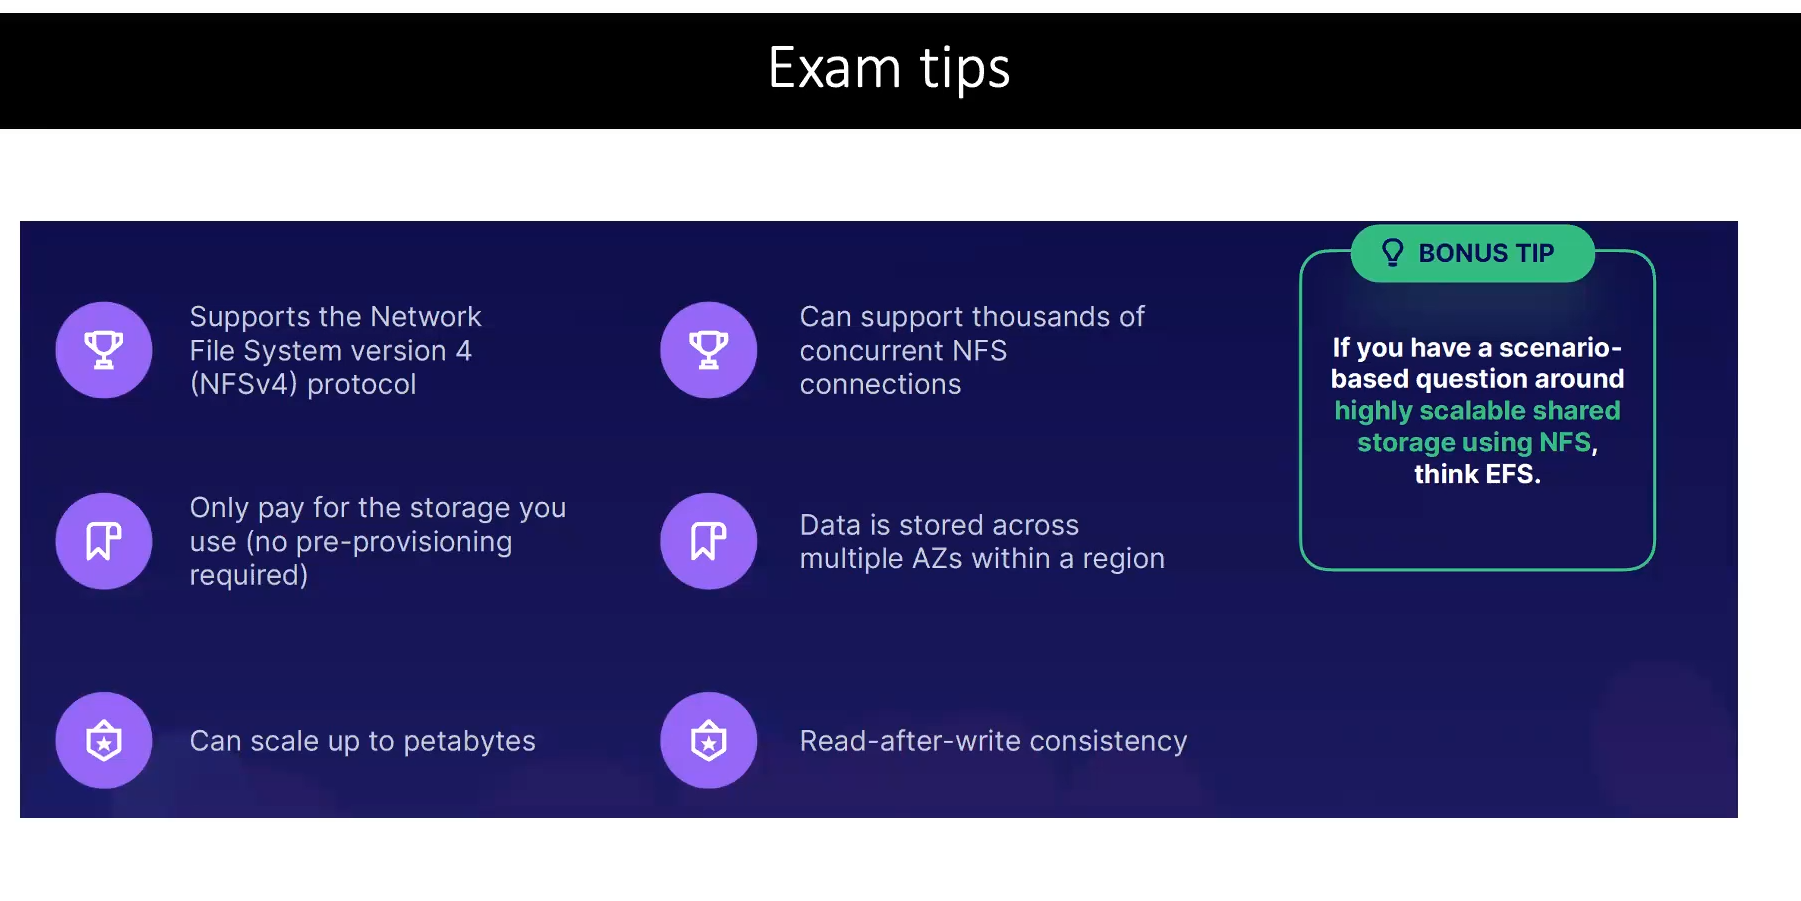 Exam tips
Supports the Network
File System version 4
(NFSv4) protocol
Can support thousands of
concurrent NFS
connections
Only pay for the storage you
use (no pre-provisioning
required)
Data is stored across
multiple AZs within a region
Can scale up to petabytes
Read-after-write consistency
BONUS TIP
If you have a scenario-
based question around
highly scalable shared
storage using NFS,
think EFS.